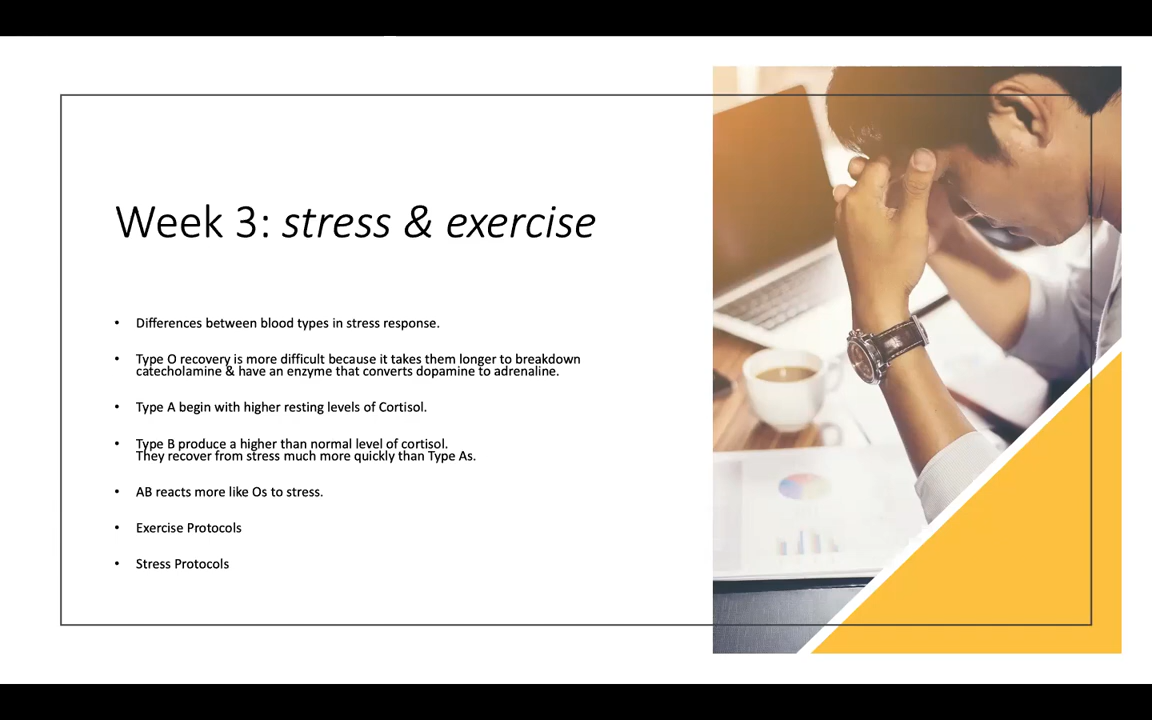 Week 3: stress & exercise
• Differences between blood types in stress response.
• Type O recovery is more difficult because it takes them longer to breakdown
catecholamine & have an enzyme that converts dopamine to adrenaline.
• Type A begin with higher resting levels of Cortisol.
• Type B produce a higher than normal level of cortisol.
They recover from stress much more quickly than Type As.
• AB reacts more like Os to stress.
• Exercise Protocols
• Stress Protocols